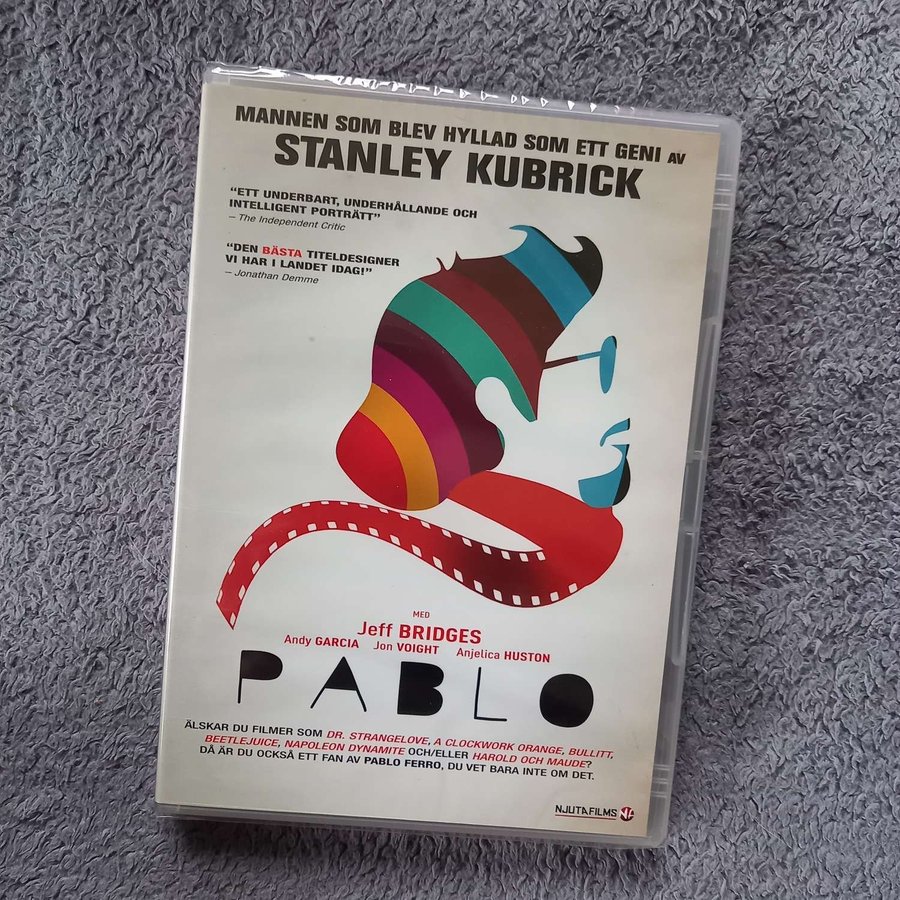 MANNEN SOM BLEV HYLLAD SOM ETT GENI AV
STANLEY KUBRICK
"ETT UNDERBART, UNDERHÅLLANDE OCH
INTELLIGENT PORTRÄTT"
– The Independent Critic
"DEN BÄSTA TITELDESIGNER
VI HAR I LANDET IDAG!"
– Jonathan Demme
MED
Jeff BRIDGES
Andy GARCIA Jon VOIGHT Anjelica HUSTON
PABLO
ÄLSKAR DU FILMER SOM DR. STRANGELOVE, A CLOCKWORK ORANGE, BULLITT,
BEETLEJUICE, NAPOLEON DYNAMITE OCH/ELLER HAROLD OCH MAUDE?
DÅ ÄR DU OCKSÅ ETT FAN AV PABLO FERRO, DU VET BARA INTE OM DET.
NJUTAFILMS